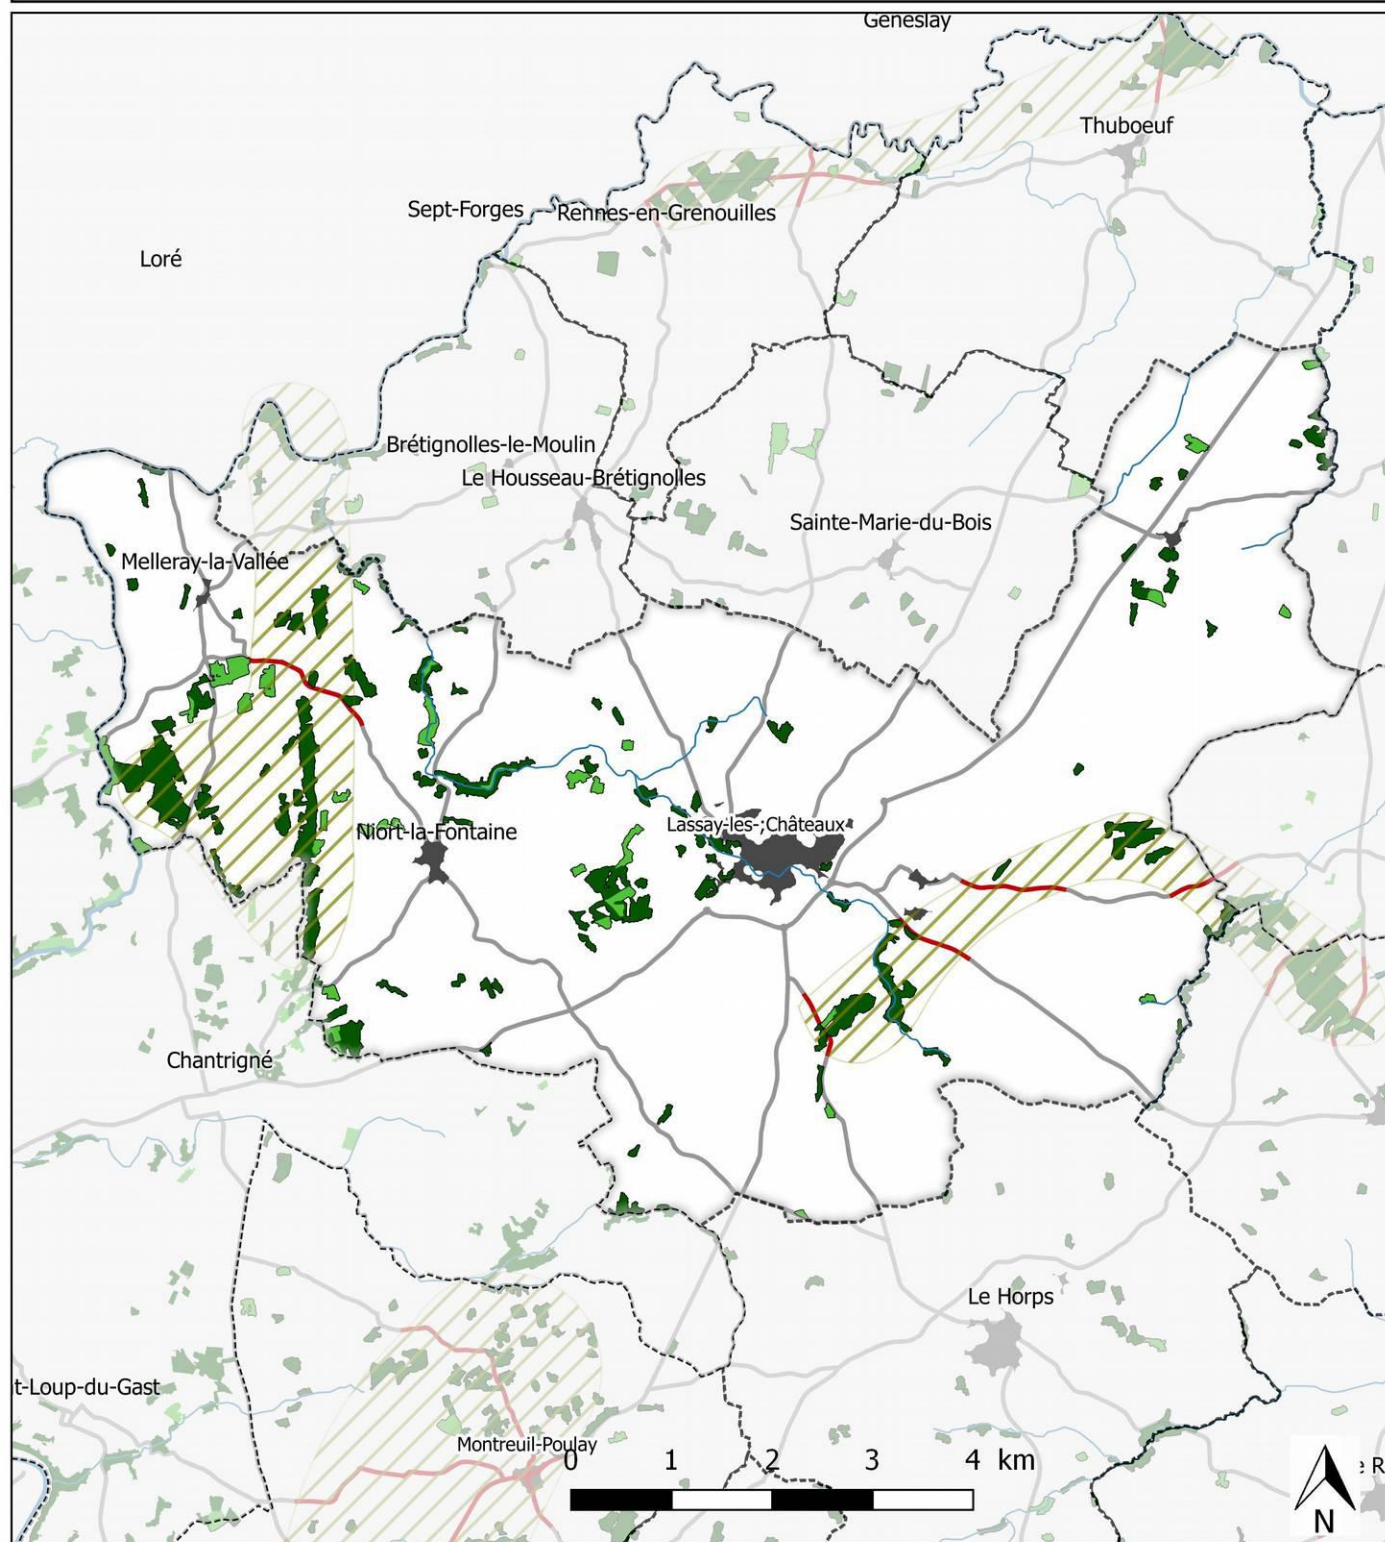 Geneslay
Thuboeuf
Sept-Forges
Rennes-en-Grenouilles
Loré
Brétignolles-le-Moulin
Le Housseau-Brétignolles
Sainte-Marie-du-Bois
Melleray-la-Vallée
Lassay-les-;Châteaux
Niort-la-Fontaine
Chantrigné
Le Horps
t-Loup-du-Gast
Montreuil-Poulay
0 1 2 3 4 km
N